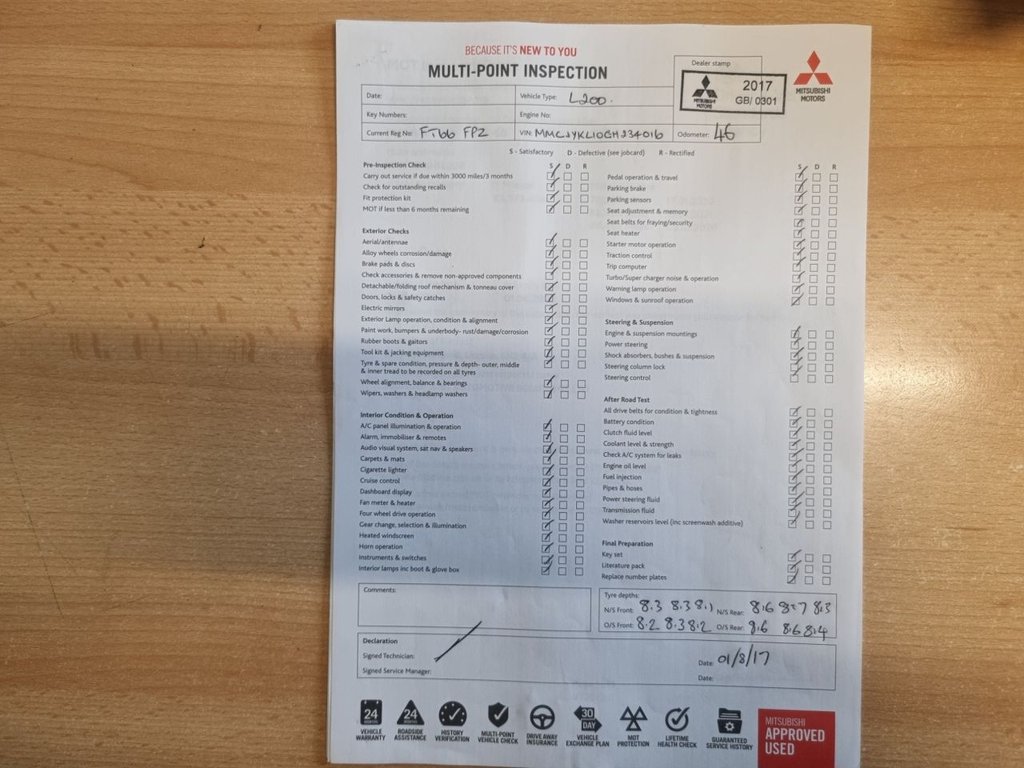 BECAUSE IT'S NEW TO YOU
MULTI-POINT INSPECTION
Dealer stamp
MITSUBISHI MOTORS
2017
GB/ 0301
MITSUBISHI
MOTORS
Date:
Vehicle Type: L200.
Key Numbers:
Engine No:
Current Reg No: FT66 FPZ
VIN:
Odometer: 46
S - Satisfactory D - Defective (see jobcard) R - Rectified
Pre-Inspection Check S D R
Carry out service if due within 3000 miles/3 months
Check for outstanding recalls
Fit protection kit
MOT if less than 6 months remaining
Exterior Checks
Aerial/antennae
Alloy wheels corrosion/damage
Brake pads & discs
Check accessories & remove non-approved components
Detachable/folding roof mechanism & tonneau cover
Doors, locks & safety catches
Electric mirrors
Exterior Lamp operation, condition & alignment
Paint work, bumpers & underbody- rust/damage/corrosion
Rubber boots & gaitors
Tool kit & jacking equipment
Tyre & spare condition, pressure & depth- outer, middle
& inner tread to be recorded on all tyres
Wheel alignment, balance & bearings
Wipers, washers & headlamp washers
Interior Condition & Operation
A/C panel illumination & operation
Alarm, immobiliser & remotes
Audio visual system, sat nav & speakers
Carpets & mats
Cigarette lighter
Cruise control
Dashboard display
Fan meter & heater
Four wheel drive operation
Gear change, selection & illumination
Heated windscreen
Horn operation
Instruments & switches
Interior lamps inc boot & glove box
S D R
Pedal operation & travel
Parking brake
Parking sensors
Seat adjustment & memory
Seat belts for fraying/security
Seat heater
Starter motor operation
Traction control
Trip computer
Turbo/Super charger noise & operation
Warning lamp operation
Windows & sunroof operation
Steering & Suspension
Engine & suspension mountings
Power steering
Shock absorbers, bushes & suspension
Steering column lock
Steering control
After Road Test
All drive belts for condition & tightness
Battery condition
Clutch fluid level
Coolant level & strength
Check A/C system for leaks
Engine oil level
Fuel injection
Pipes & hoses
Power steering fluid
Transmission fluid
Washer reservoirs level (inc screenwash additive)
Final Preparation
Key set
Literature pack
Replace number plates
Comments:
Tyre depths:
N/S Front: 8.3 8.3 8.1 N/S Rear: 8.6 8.7 8.3
O/S Front: 8.2 8.3 8.2 O/S Rear: 8.6 8.6 8.4
Declaration
Signed Technician:
Date: 01/3/17
Signed Service Manager:
Date:
24 MONTHS
VEHICLE
WARRANTY
24 MONTHS
ROADSIDE
ASSISTANCE
HISTORY
VERIFICATION
MULTI-POINT
VEHICLE CHECK
DRIVE AWAY
INSURANCE
30 DAY
VEHICLE
EXCHANGE PLAN
MOT
PROTECTION
LIFETIME
HEALTH CHECK
GUARANTEED
SERVICE HISTORY
MITSUBISHI
APPROVED
USED